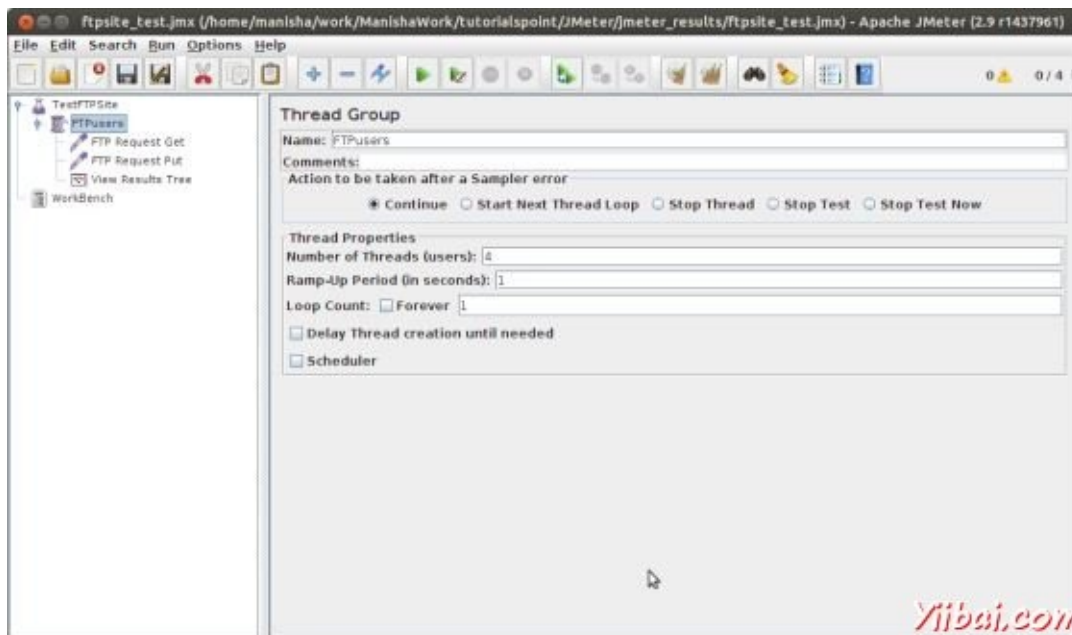 ftpsite_test.jmx (/home/manisha/work/ManishaWork/tutorialspoint/JMeter/jmeter_results/ftpsite_test.jmx) - Apache JMeter (2.9 r1437961)
File Edit Search Run Options Help
0 0 / 4
TestFTPSite
FTPusers
FTP Request Get
FTP Request Put
View Results Tree
WorkBench
Thread Group
Name: FTPusers
Comments:
Action to be taken after a Sampler error
Continue Start Next Thread Loop Stop Thread Stop Test Stop Test Now
Thread Properties
Number of Threads (users): 4
Ramp-Up Period (in seconds): 1
Loop Count: Forever 1
Delay Thread creation until needed
Scheduler
Yiibai.com